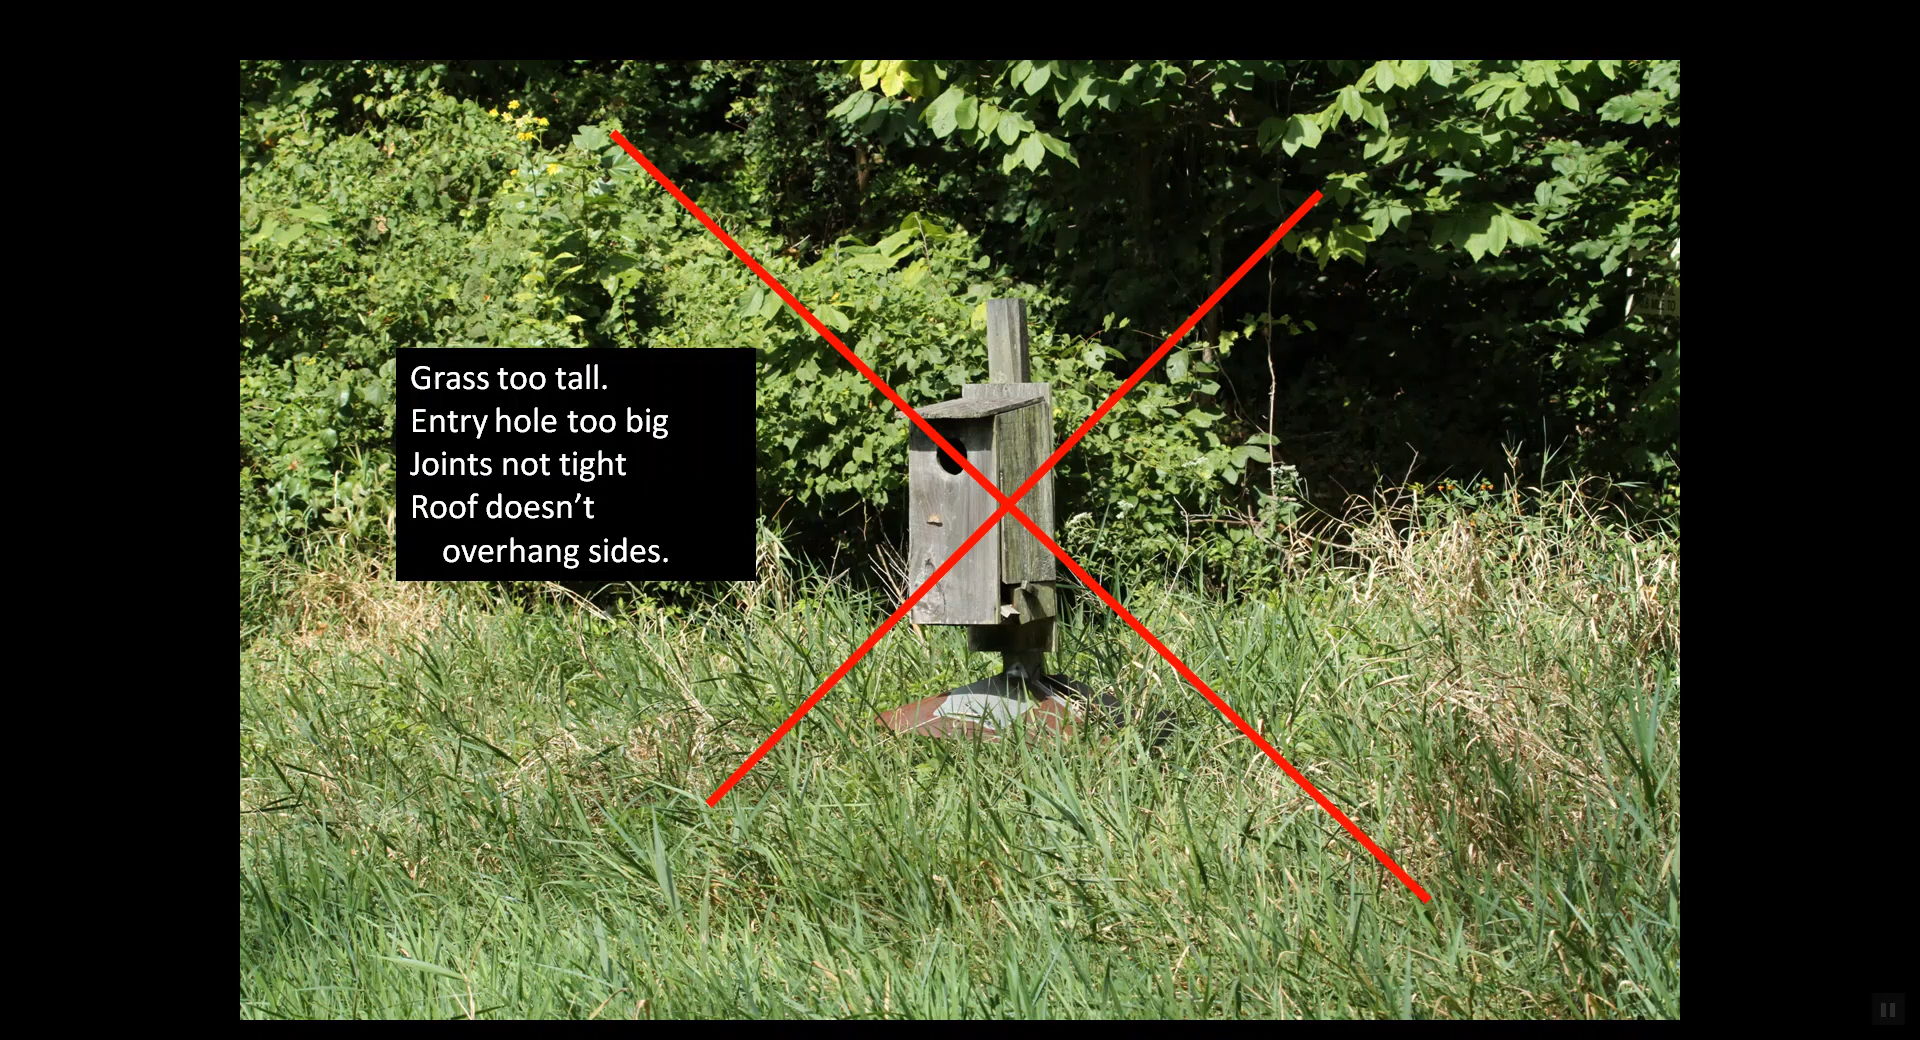 Grass too tall.
Entry hole too big
Joints not tight
Roof doesn’t
overhang sides.